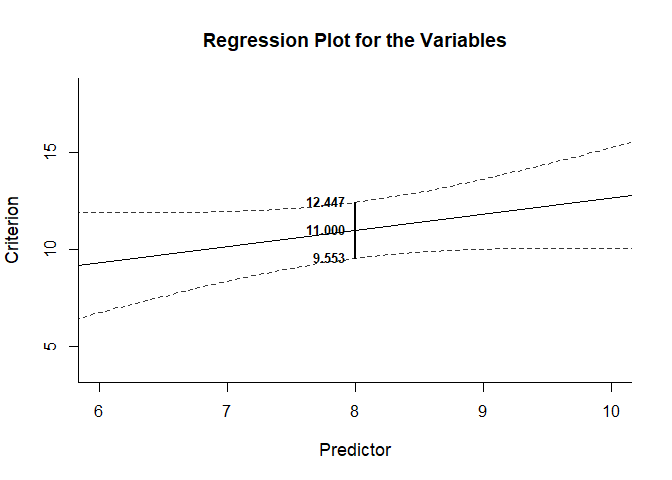 Regression Plot for the Variables
Criterion
15
10
5
12.447
11.000
9.553
6 7 8 9 10
Predictor